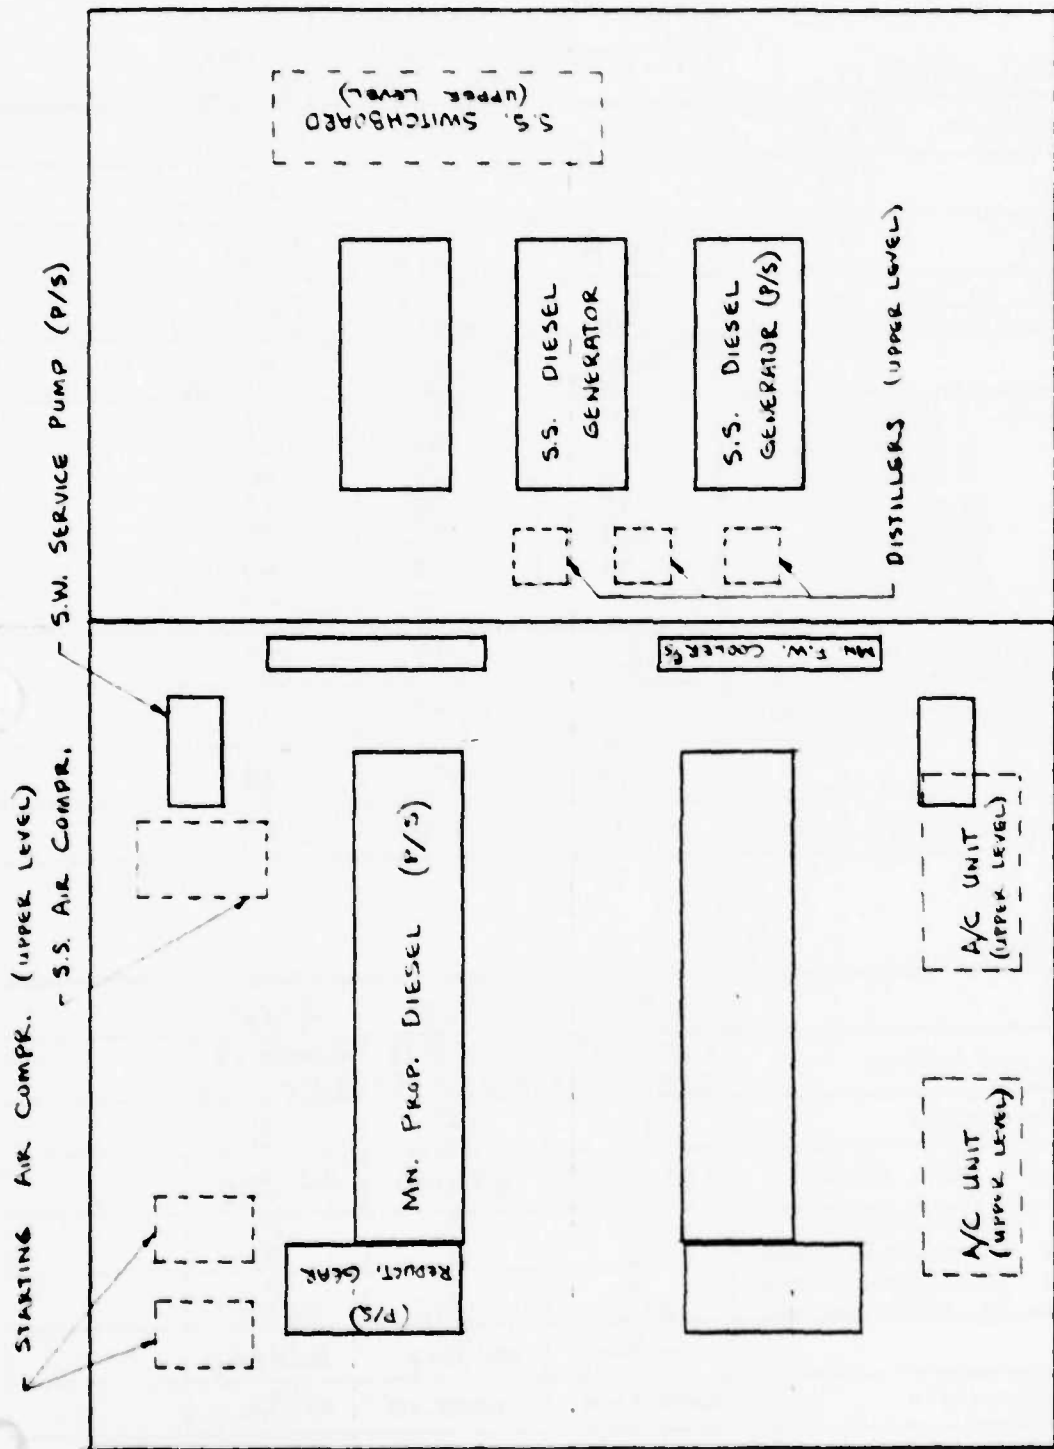 STARTING AIR COMPR. (UPPER LEVEL)
S.W. SERVICE PUMP (P/S)
S.S. AIR COMPR.
S.S. SWITCHBOARD
(UPPER LEVEL)
REDUCT. GEAR
(P/S)
MN. PROP. DIESEL (P/S)
S.S. DIESEL
GENERATOR
MN. F.W. COOLER P/S
S.S. DIESEL
GENERATOR (P/S)
DISTILLERS (UPPER LEVEL)
A/C UNIT
(UPPER LEVEL)
A/C UNIT
(UPPER LEVEL)